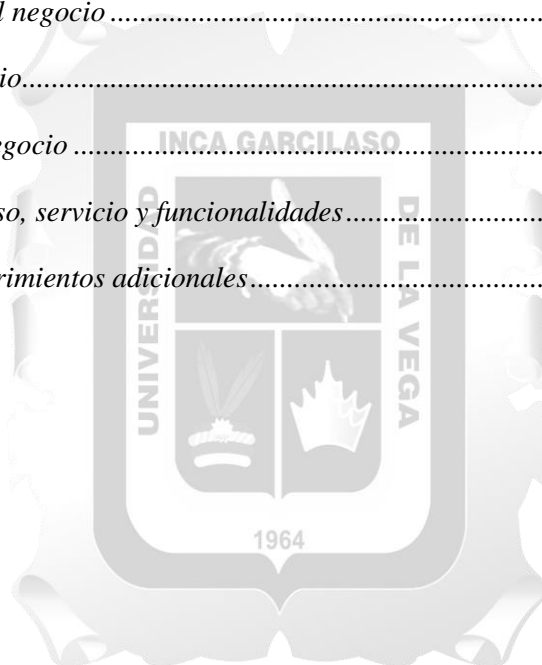 l negocio
io
egocio
so, servicio y funcionalidades
rimientos adicionales
INCA GARCILASO
UNIVERSIDAD
DE LA VEGA
1964